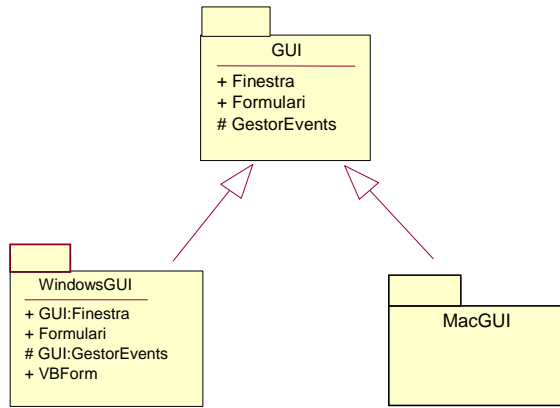 GUI
+ Finestra
+ Formulari
# GestorEvents
WindowsGUI
+ GUI:Finestra
+ Formulari
# GUI:GestorEvents
+ VBForm
MacGUI